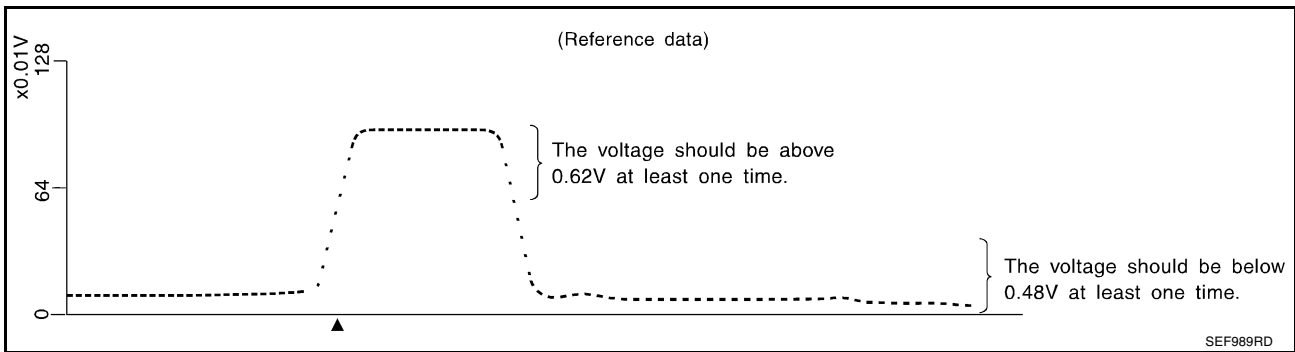 (Reference data)
x0.01V
128
64
0
The voltage should be above
0.62V at least one time.
The voltage should be below
0.48V at least one time.
SEF989RD